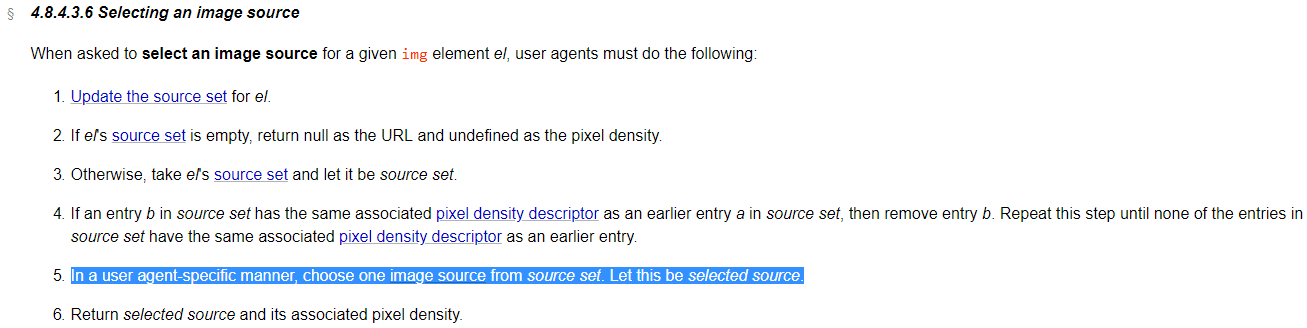 § 4.8.4.3.6 Selecting an image source
When asked to select an image source for a given img element el, user agents must do the following:
1. Update the source set for el.
2. If el's source set is empty, return null as the URL and undefined as the pixel density.
3. Otherwise, take el's source set and let it be source set.
4. If an entry b in source set has the same associated pixel density descriptor as an earlier entry a in source set, then remove entry b. Repeat this step until none of the entries in
source set have the same associated pixel density descriptor as an earlier entry.
5. In a user agent-specific manner, choose one image source from source set. Let this be selected source.
6. Return selected source and its associated pixel density.